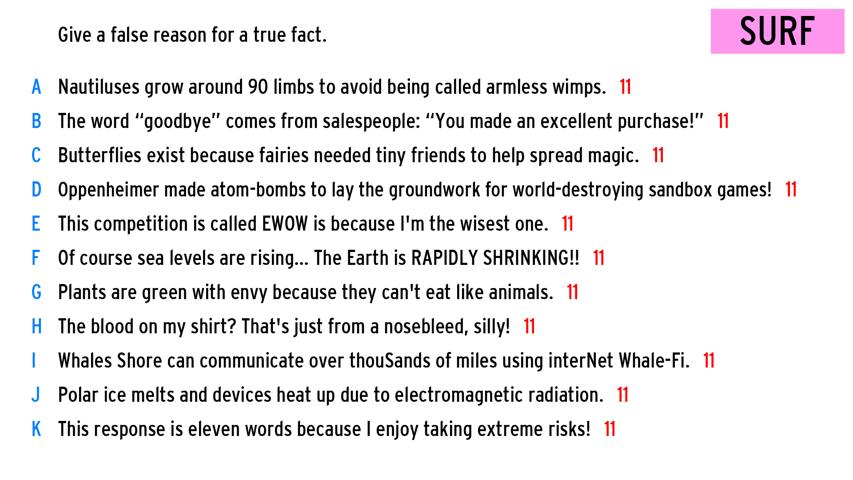 Give a false reason for a true fact.
SURF
A Nautiluses grow around 90 limbs to avoid being called armless wimps. 11
B The word “goodbye” comes from salespeople: “You made an excellent purchase!” 11
C Butterflies exist because fairies needed tiny friends to help spread magic. 11
D Oppenheimer made atom-bombs to lay the groundwork for world-destroying sandbox games! 11
E This competition is called EWOW is because I'm the wisest one. 11
F Of course sea levels are rising... The Earth is RAPIDLY SHRINKING!! 11
G Plants are green with envy because they can't eat like animals. 11
H The blood on my shirt? That's just from a nosebleed, silly! 11
I Whales Shore can communicate over thouSands of miles using interNet Whale-Fi. 11
J Polar ice melts and devices heat up due to electromagnetic radiation. 11
K This response is eleven words because I enjoy taking extreme risks! 11